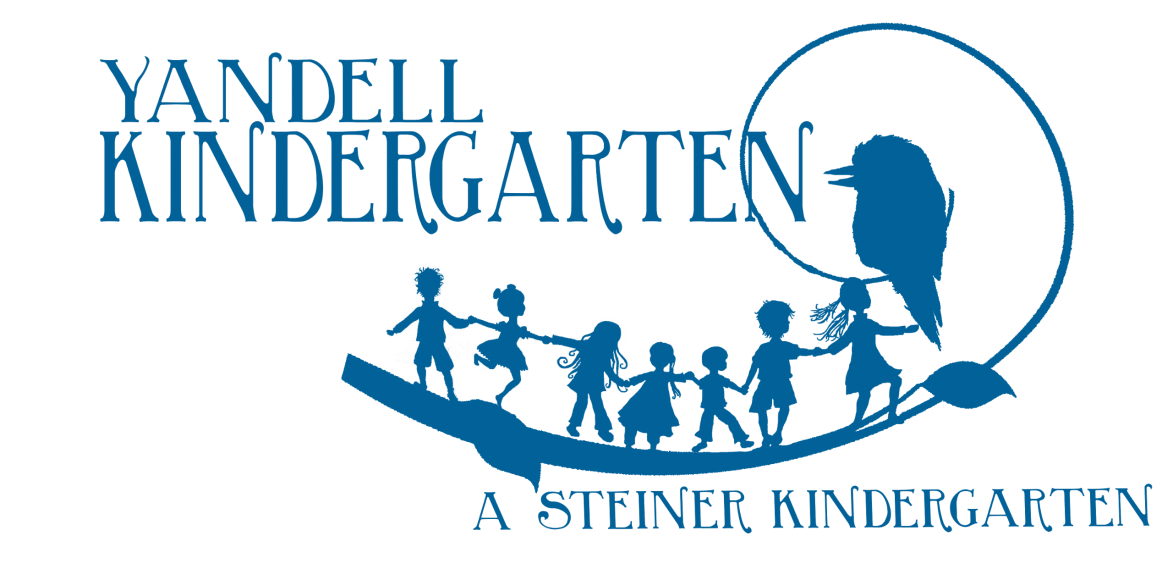 YANDELL
KINDERGARTEN
A STEINER KINDERGARTEN